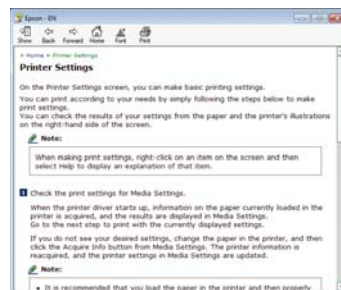 Epson - EN
Show Back Forward Home Font Print
> Home > Printer Settings
Printer Settings
On the Printer Settings screen, you can make basic printing settings.
You can print according to your needs by simply following the steps below to make
print settings.
You can check the results of your settings from the paper and the printer's illustrations
on the right-hand side of the screen.
Note:
When making print settings, right-click on an item on the screen and then
select Help to display an explanation of that item.
1 Check the print settings for Media Settings.
When the printer driver starts up, information on the paper currently loaded in the
printer is acquired, and the results are displayed in Media Settings.
Go to the next step to print with the currently displayed settings.
If you do not see your desired settings, change the paper in the printer, and then
click the Acquire Info button from Media Settings. The printer information is
reacquired, and the printer settings in Media Settings are updated.
Note:
• It is recommended that you load the paper in the printer and then properly